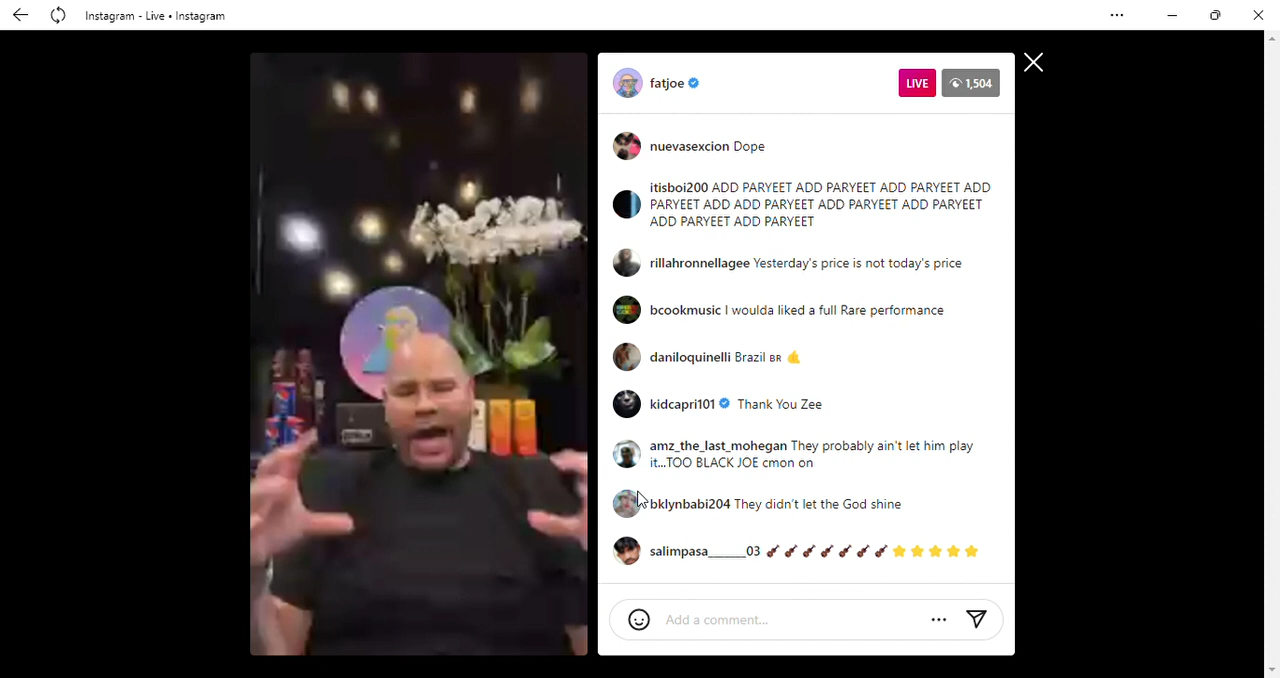 Instagram - Live • Instagram
fatjoe
LIVE
1,504
nuevasexcion Dope
itisboi200 ADD PARYEET ADD PARYEET ADD PARYEET ADD
PARYEET ADD ADD PARYEET ADD PARYEET ADD PARYEET
ADD PARYEET ADD PARYEET
rillahronnellagee Yesterday's price is not today's price
bcookmusic I woulda liked a full Rare performance
daniloquinelli Brazil BR 🤙
kidcapri101 Thank You Zee
amz_the_last_mohegan They probably ain't let him play
it...TOO BLACK JOE cmon on
bklynbabi204 They didn't let the God shine
salimpasa______03 🎻🎻🎻🎻🎻🎻🎻⭐⭐⭐⭐⭐
Add a comment...